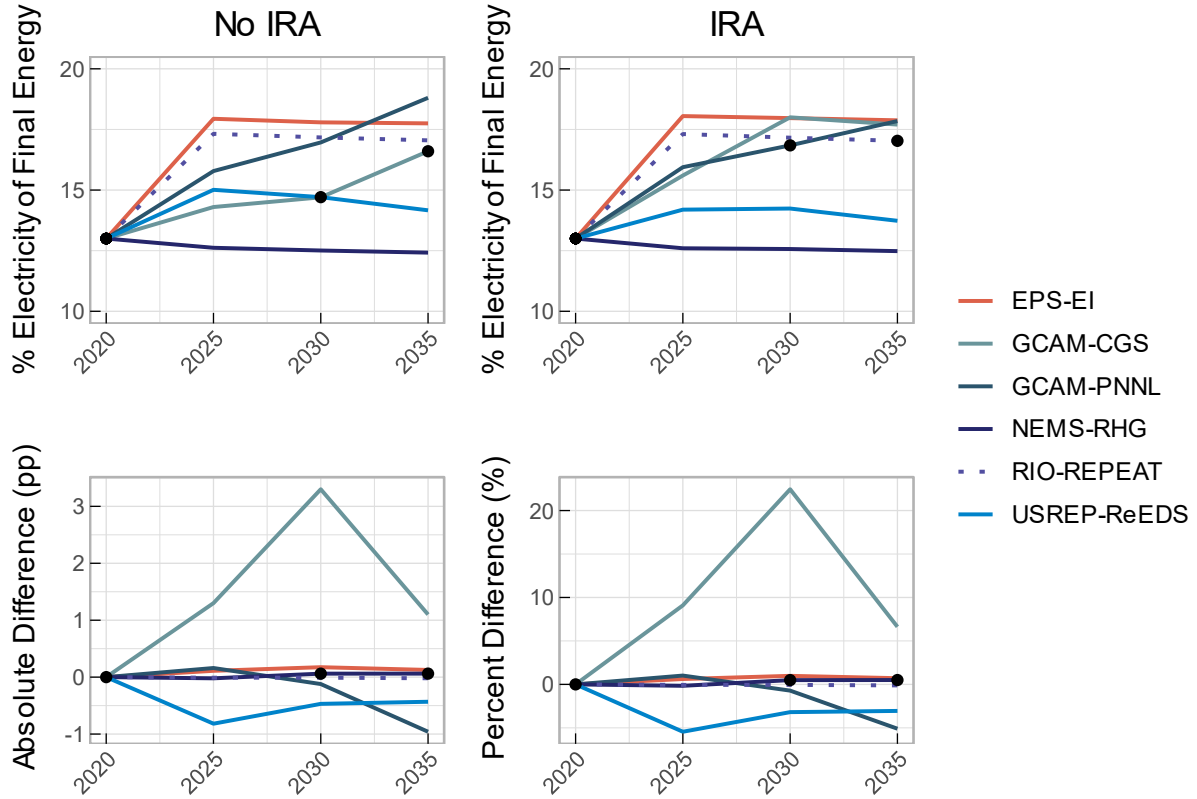 No IRA
% Electricity of Final Energy
20
15
10
2020
2025
2030
2035
IRA
% Electricity of Final Energy
20
15
10
2020
2025
2030
2035
Absolute Difference (pp)
3
2
1
0
-1
2020
2025
2030
2035
Percent Difference (%)
20
10
0
2020
2025
2030
2035
EPS-EI
GCAM-CGS
GCAM-PNNL
NEMS-RHG
RIO-REPEAT
USREP-ReEDS